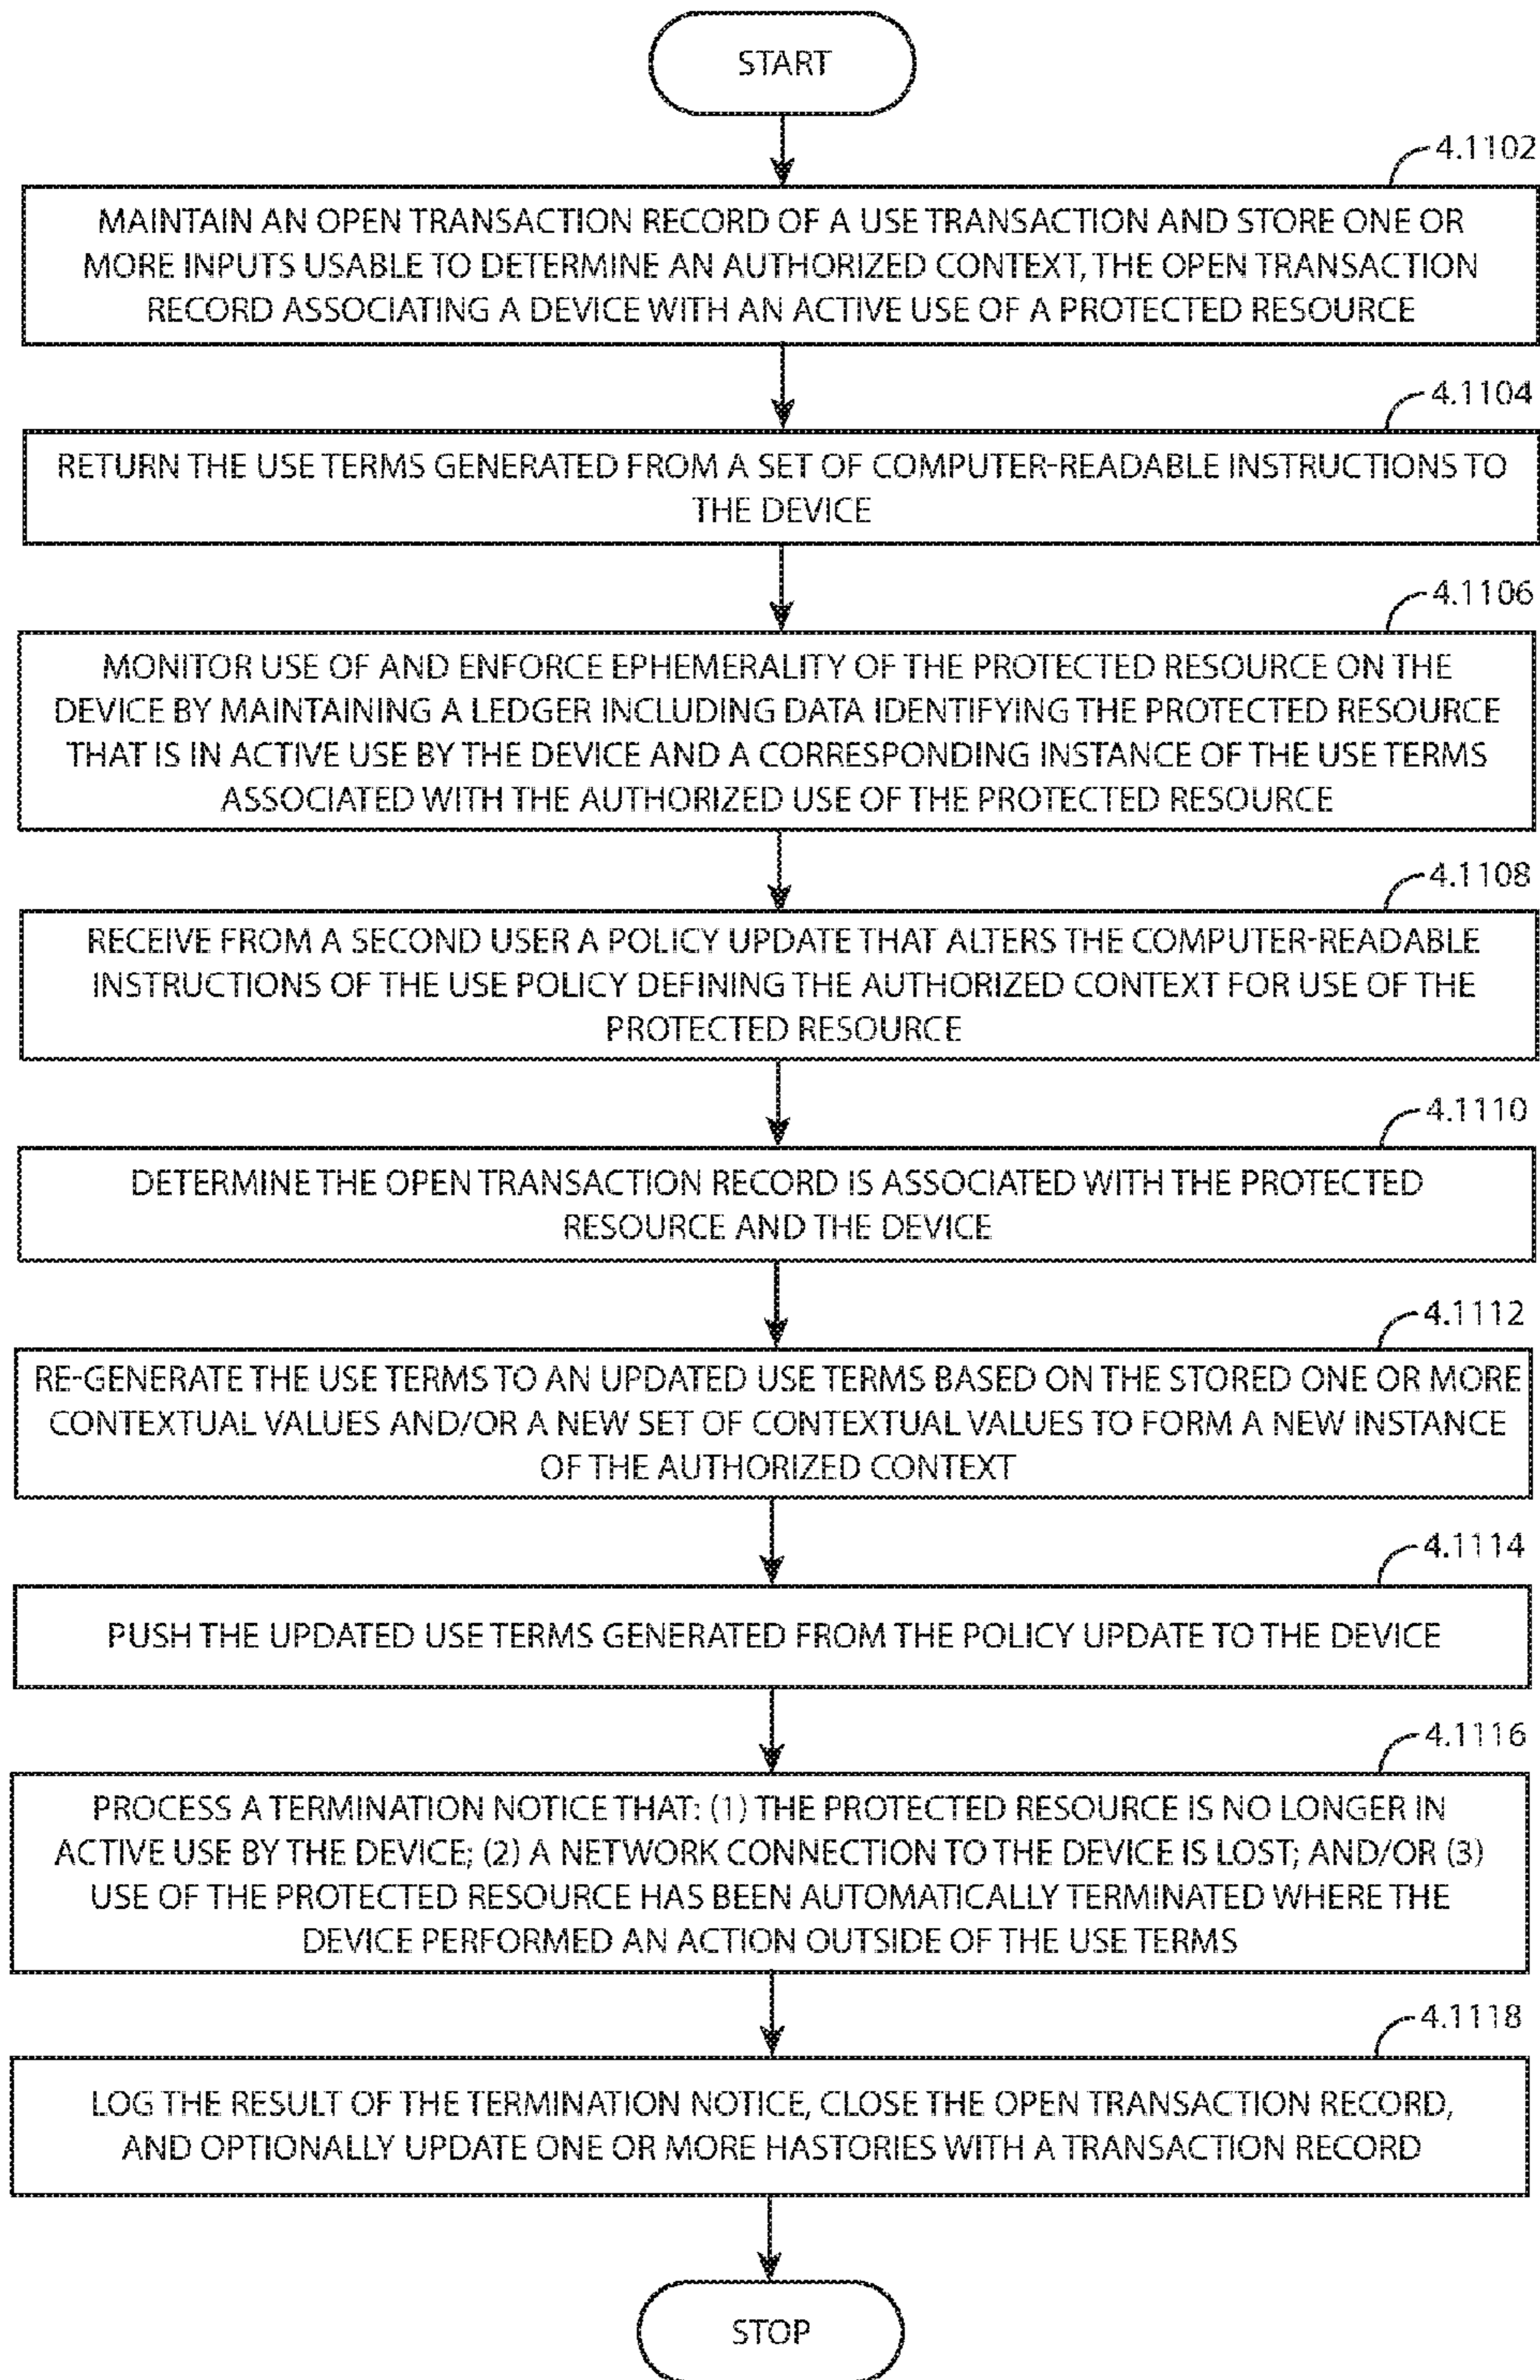 START
4.1102
MAINTAIN AN OPEN TRANSACTION RECORD OF A USE TRANSACTION AND STORE ONE OR
MORE INPUTS USABLE TO DETERMINE AN AUTHORIZED CONTEXT, THE OPEN TRANSACTION
RECORD ASSOCIATING A DEVICE WITH AN ACTIVE USE OF A PROTECTED RESOURCE
4.1104
RETURN THE USE TERMS GENERATED FROM A SET OF COMPUTER-READABLE INSTRUCTIONS TO
THE DEVICE
4.1106
MONITOR USE OF AND ENFORCE EPHEMERALITY OF THE PROTECTED RESOURCE ON THE
DEVICE BY MAINTAINING A LEDGER INCLUDING DATA IDENTIFYING THE PROTECTED RESOURCE
THAT IS IN ACTIVE USE BY THE DEVICE AND A CORRESPONDING INSTANCE OF THE USE TERMS
ASSOCIATED WITH THE AUTHORIZED USE OF THE PROTECTED RESOURCE
4.1108
RECEIVE FROM A SECOND USER A POLICY UPDATE THAT ALTERS THE COMPUTER-READABLE
INSTRUCTIONS OF THE USE POLICY DEFINING THE AUTHORIZED CONTEXT FOR USE OF THE
PROTECTED RESOURCE
4.1110
DETERMINE THE OPEN TRANSACTION RECORD IS ASSOCIATED WITH THE PROTECTED
RESOURCE AND THE DEVICE
4.1112
RE-GENERATE THE USE TERMS TO AN UPDATED USE TERMS BASED ON THE STORED ONE OR MORE
CONTEXTUAL VALUES AND/OR A NEW SET OF CONTEXTUAL VALUES TO FORM A NEW INSTANCE
OF THE AUTHORIZED CONTEXT
4.1114
PUSH THE UPDATED USE TERMS GENERATED FROM THE POLICY UPDATE TO THE DEVICE
4.1116
PROCESS A TERMINATION NOTICE THAT: (1) THE PROTECTED RESOURCE IS NO LONGER IN
ACTIVE USE BY THE DEVICE; (2) A NETWORK CONNECTION TO THE DEVICE IS LOST; AND/OR (3)
USE OF THE PROTECTED RESOURCE HAS BEEN AUTOMATICALLY TERMINATED WHERE THE
DEVICE PERFORMED AN ACTION OUTSIDE OF THE USE TERMS
4.1118
LOG THE RESULT OF THE TERMINATION NOTICE, CLOSE THE OPEN TRANSACTION RECORD,
AND OPTIONALLY UPDATE ONE OR MORE HASTORIES WITH A TRANSACTION RECORD
STOP